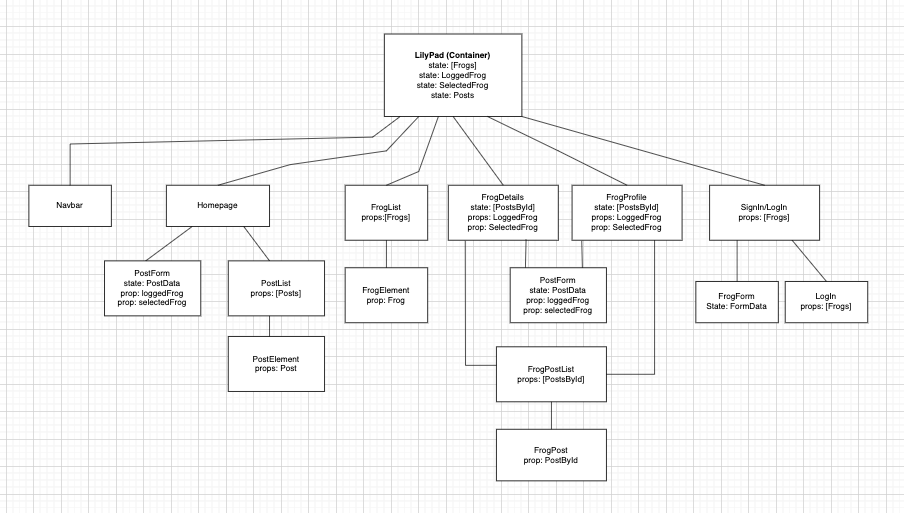 LilyPad (Container)
state: [Frogs]
state: LoggedFrog
state: SelectedFrog
state: Posts
Navbar
Homepage
FrogList
props:[Frogs]
FrogDetails
state: [PostsById]
props: LoggedFrog
prop: SelectedFrog
FrogProfile
state: [PostsById]
props: LoggedFrog
prop: SelectedFrog
SignIn/LogIn
props: [Frogs]
PostForm
state: PostData
prop: loggedFrog
prop: selectedFrog
PostList
props: [Posts]
FrogElement
prop: Frog
PostForm
state: PostData
prop: loggedFrog
prop: selectedFrog
FrogForm
State: FormData
LogIn
props: [Frogs]
PostElement
props: Post
FrogPostList
props: [PostsById]
FrogPost
prop: PostById